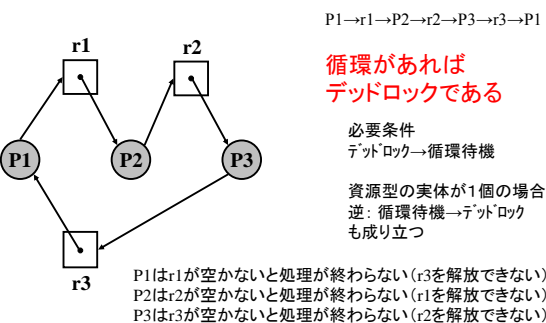 P1→r1→P2→r2→P3→r3→P1
r1
r2
循環があれば
デッドロックである
必要条件
ﾃﾞｯﾄﾞﾛｯｸ→循環待機
P1
P2
P3
資源型の実体が1個の場合
逆: 循環待機→ﾃﾞｯﾄﾞﾛｯｸ
も成り立つ
r3
P1はr1が空かないと処理が終わらない(r3を解放できない)
P2はr2が空かないと処理が終わらない(r1を解放できない)
P3はr3が空かないと処理が終わらない(r2を解放できない)